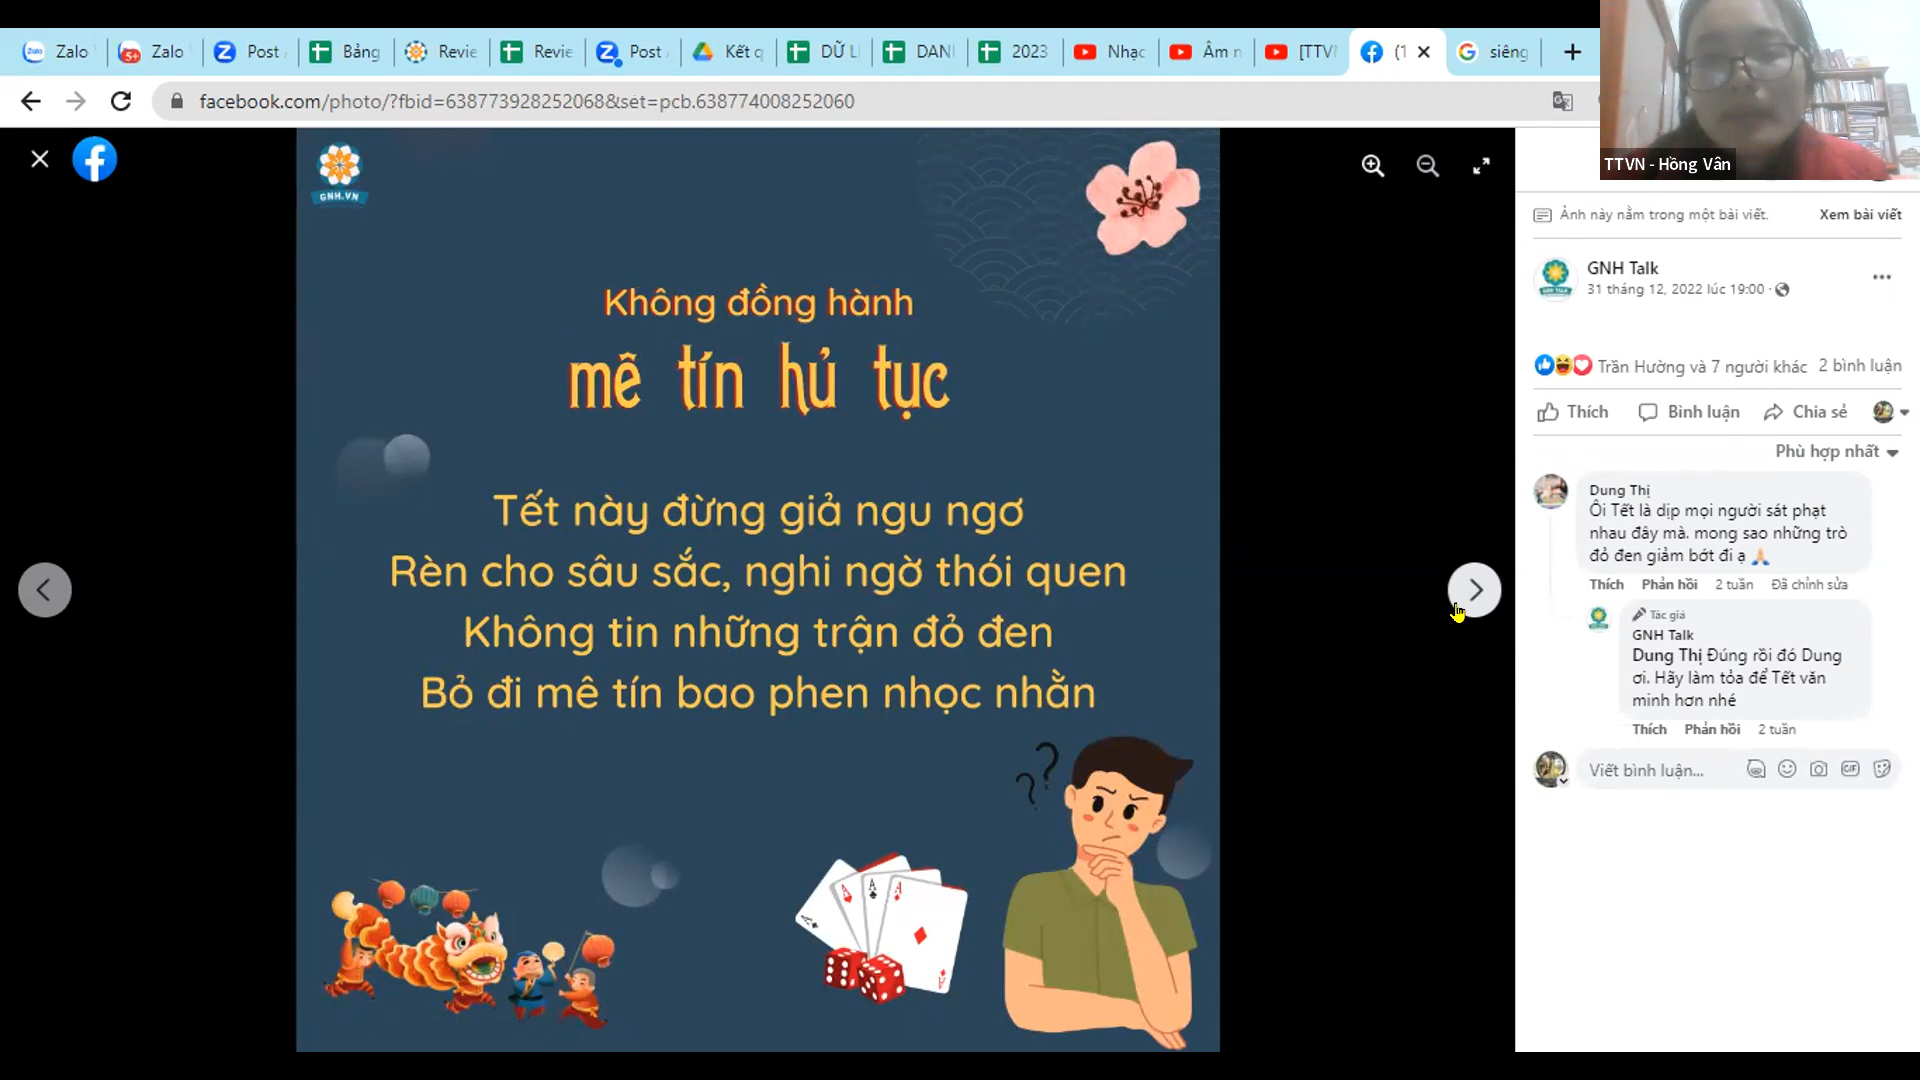 Zalo
Zalo
Post
Bảng
Revie
Revie
Post
Kết q
DỮ LI
DANI
2023
Nhạc
Âm n
[TTVN
(1
siêng
facebook.com/photo/?fbid=638773928252068&set=pcb.638774008252060
TTVN - Hồng Vân
GNH.VN
Không đồng hành
mê tín hủ tục
Tết này đừng giả ngu ngơ
Rèn cho sâu sắc, nghi ngờ thói quen
Không tin những trận đỏ đen
Bỏ đi mê tín bao phen nhọc nhằn
Ảnh này nằm trong một bài viết.
Xem bài viết
GNH Talk
31 tháng 12, 2022 lúc 19:00
Trần Hường và 7 người khác
2 bình luận
Thích
Bình luận
Chia sẻ
Phù hợp nhất
Dung Thị
Ôi Tết là dịp mọi người sát phạt
nhau đây mà. mong sao những trò
đỏ đen giảm bớt đi ạ 🙏
Thích Phản hồi 2 tuần Đã chỉnh sửa
Tác giả
GNH Talk
Dung Thị Đúng rồi đó Dung
ơi. Hãy làm tỏa để Tết văn
minh hơn nhé
Thích Phản hồi 2 tuần
Viết bình luận...
GIF